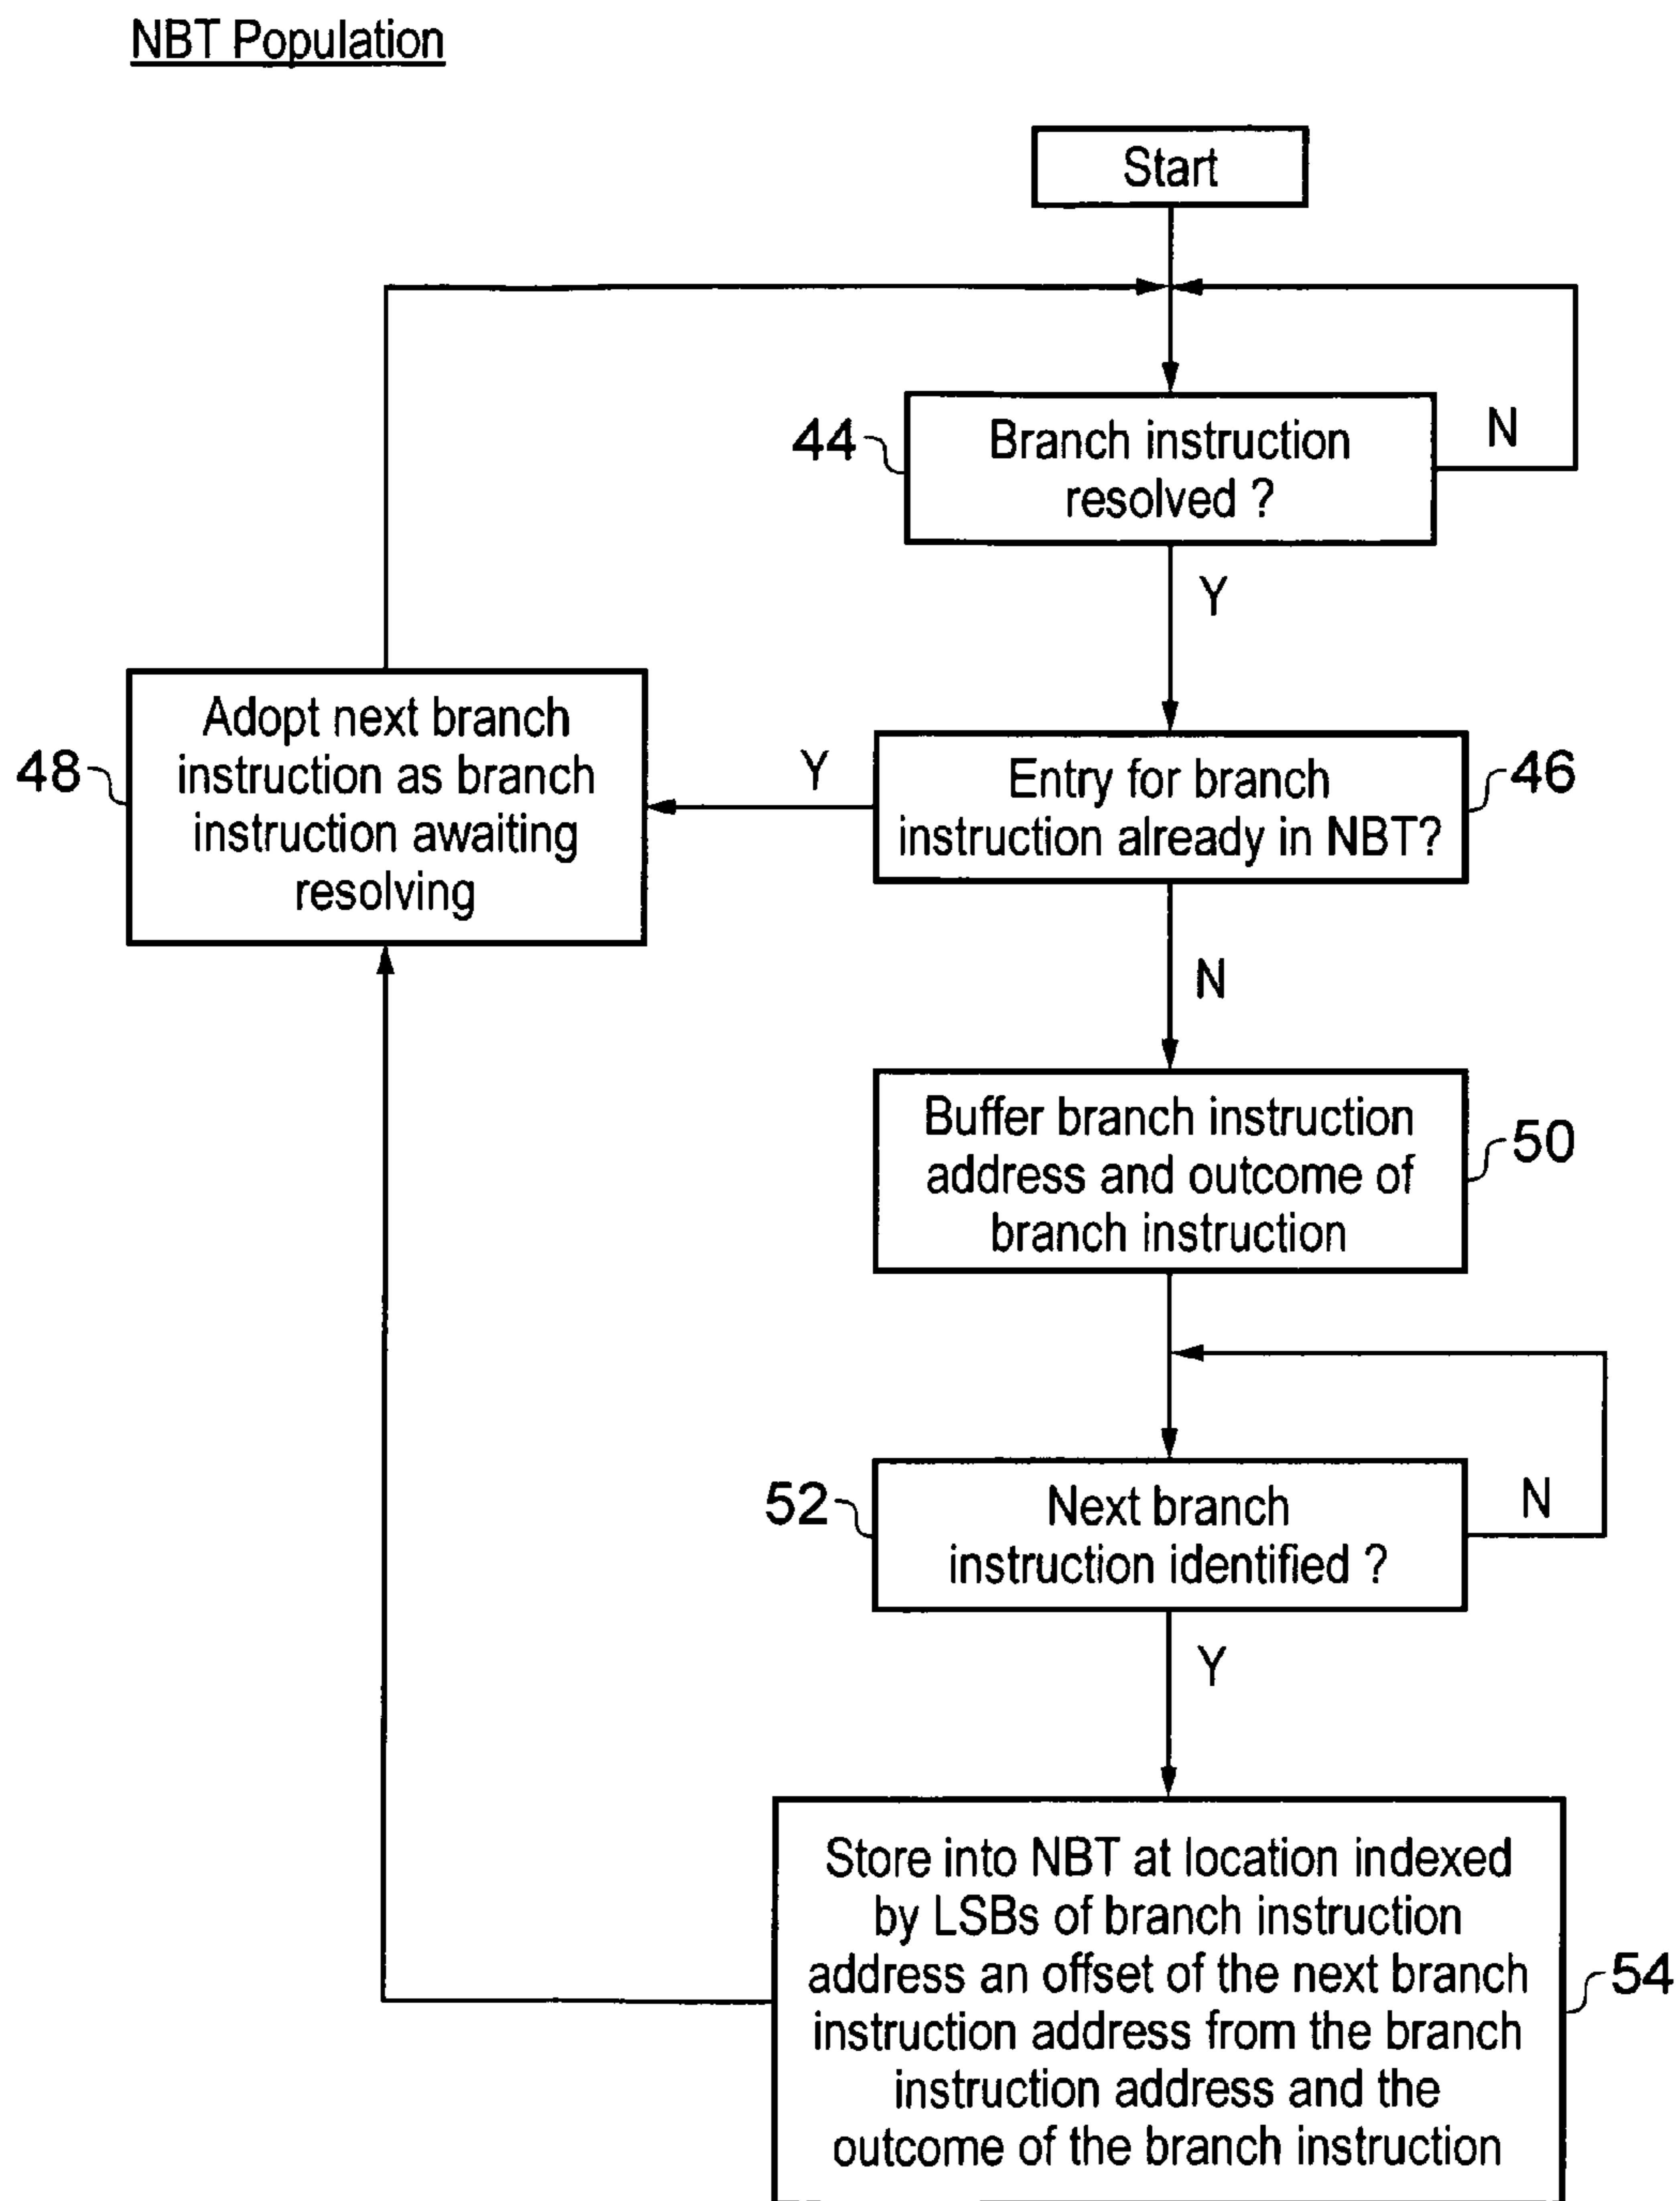 NBT Population
Start
44
Branch instruction
resolved ?
N
Y
48
Adopt next branch
instruction as branch
instruction awaiting
resolving
Y
Entry for branch
instruction already in NBT?
46
N
Buffer branch instruction
address and outcome of
branch instruction
50
52
Next branch
instruction identified ?
N
Y
Store into NBT at location indexed
by LSBs of branch instruction
address an offset of the next branch
instruction address from the branch
instruction address and the
outcome of the branch instruction
54